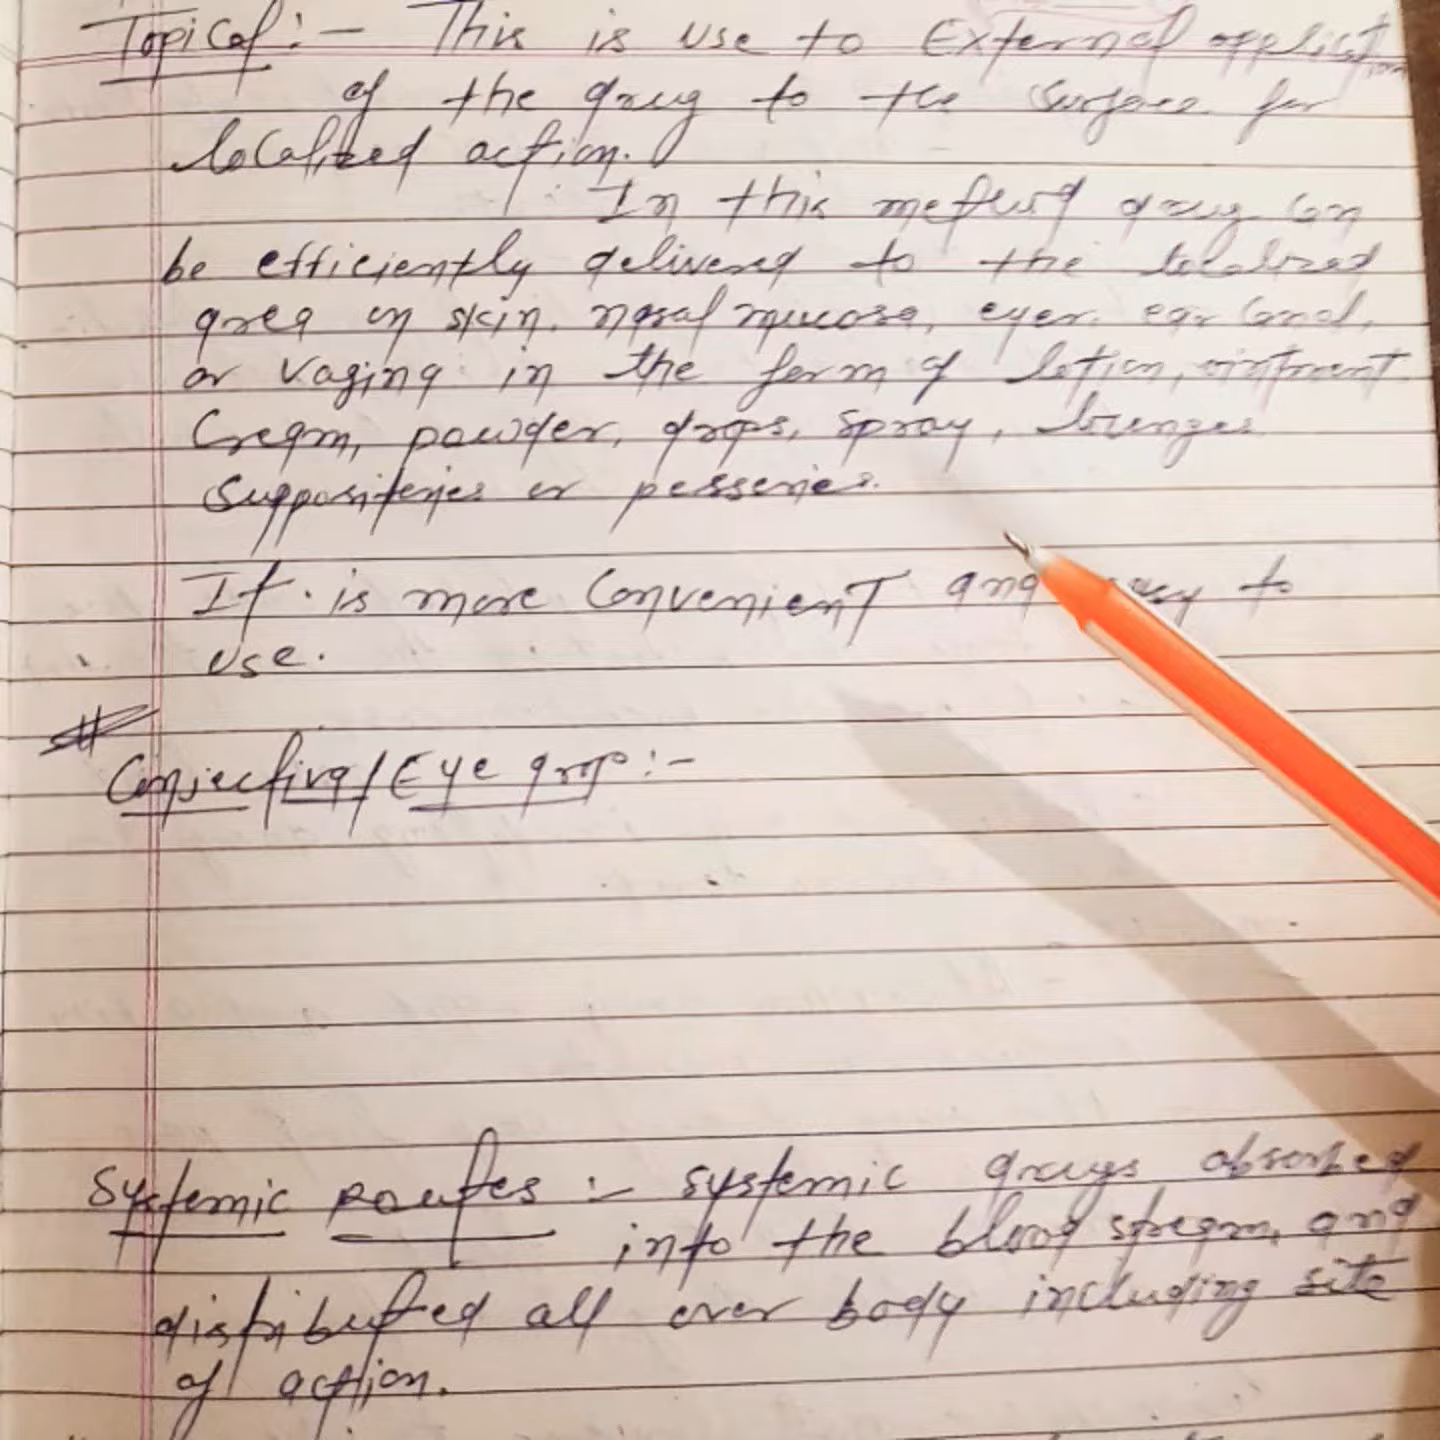 Topical :- This is use to External application
of the drug to the surface for
localized action.
In this method drug can
be efficiently delivered to the localized
area on skin, nasal mucosa, eyes, ear canal,
or vagina in the form of lotion, ointment
Cream, powder, drops, spray, lozenges
Suppositories or pessories.
It is more Convenient and easy to
use.
#
Conjectiva/Eye drop :-
Systemic Routes :- systemic drugs absorbed
into the blood stream, and
distributed all over body including site
of action.